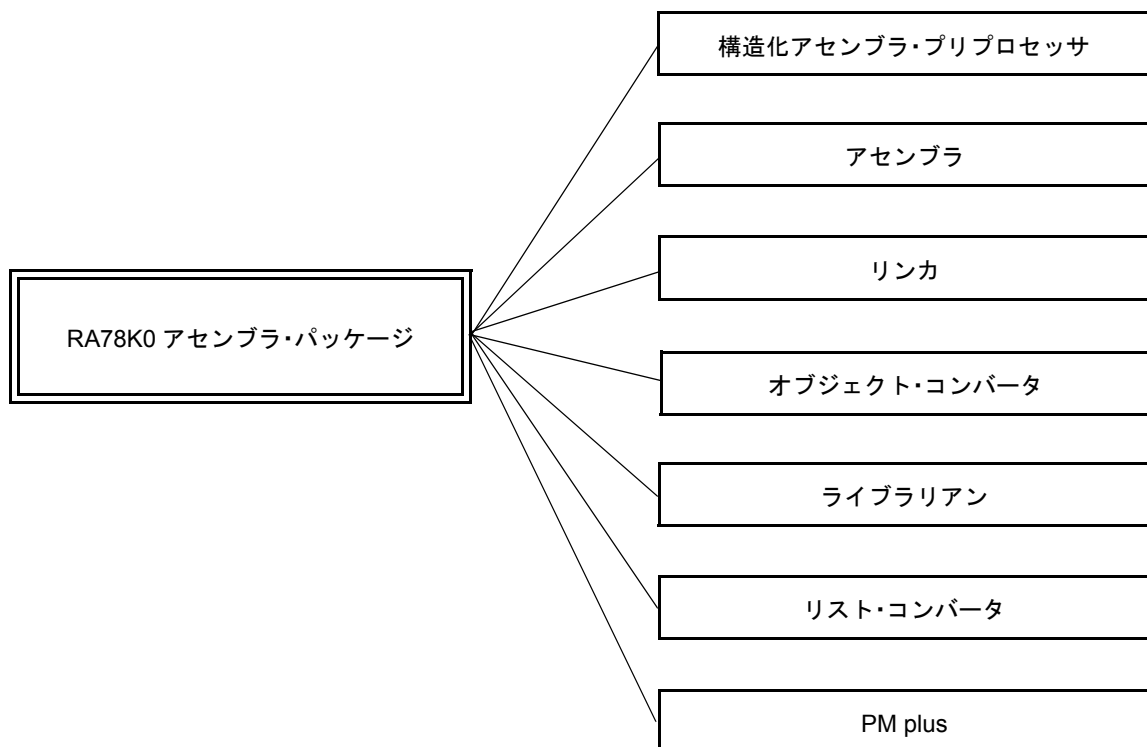 構造化アセンブラ・プリプロセッサ
アセンブラ
リンカ
RA78K0 アセンブラ・パッケージ
オブジェクト・コンバータ
ライブラリアン
リスト・コンバータ
PM plus